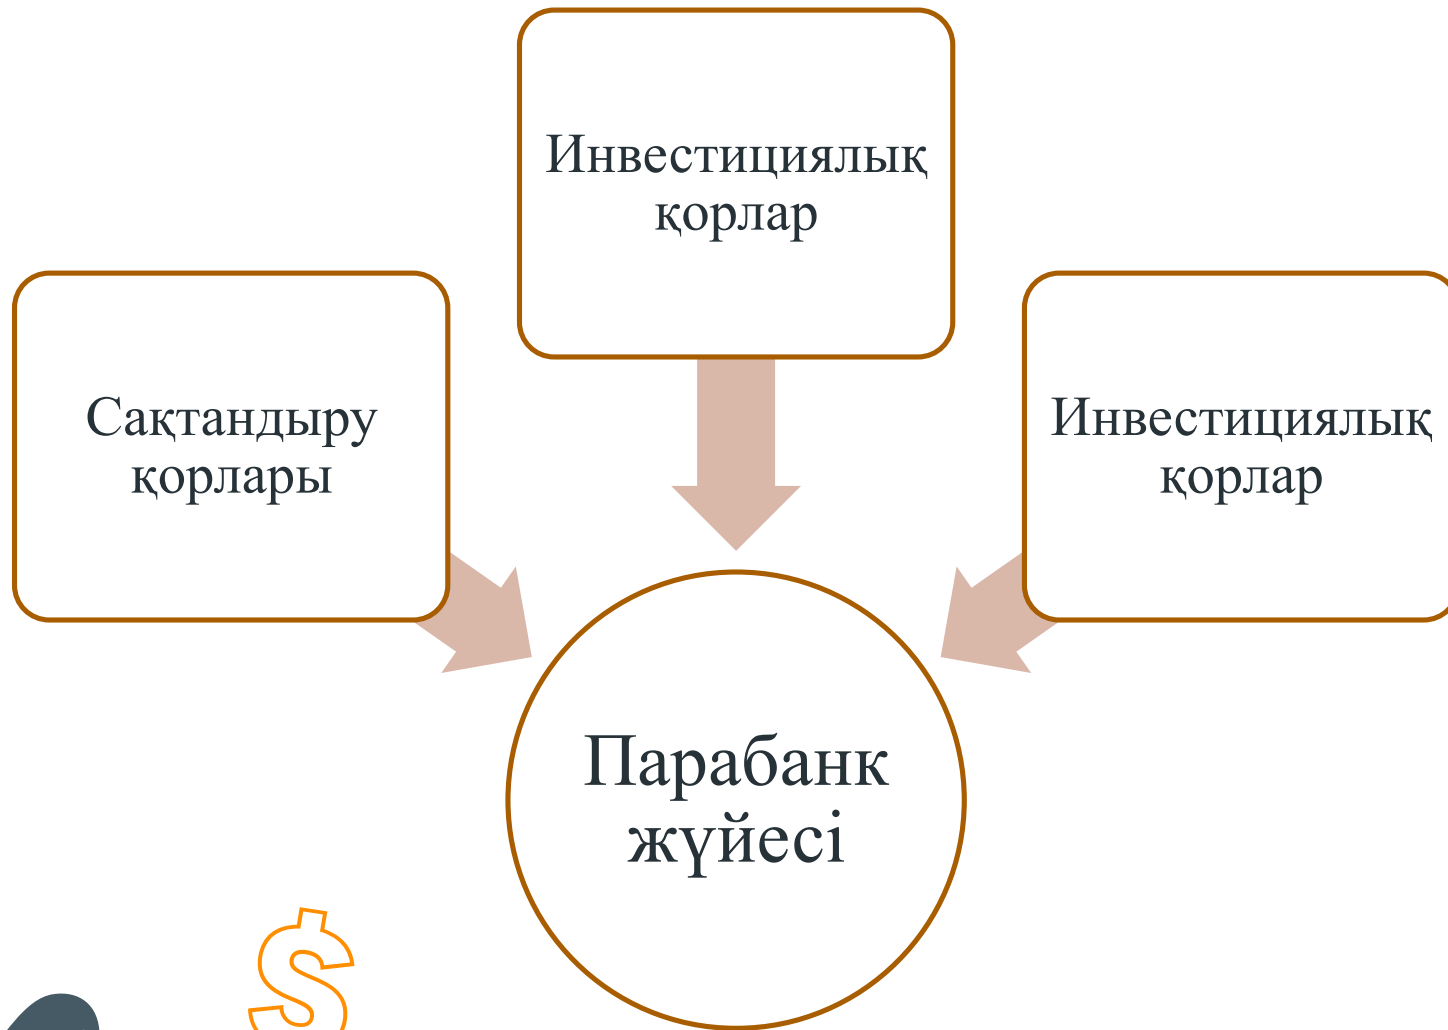 Инвестициялық
қорлар
Сақтандыру
қорлары
Инвестициялық
қорлар
Парабанк
жүйесі
$